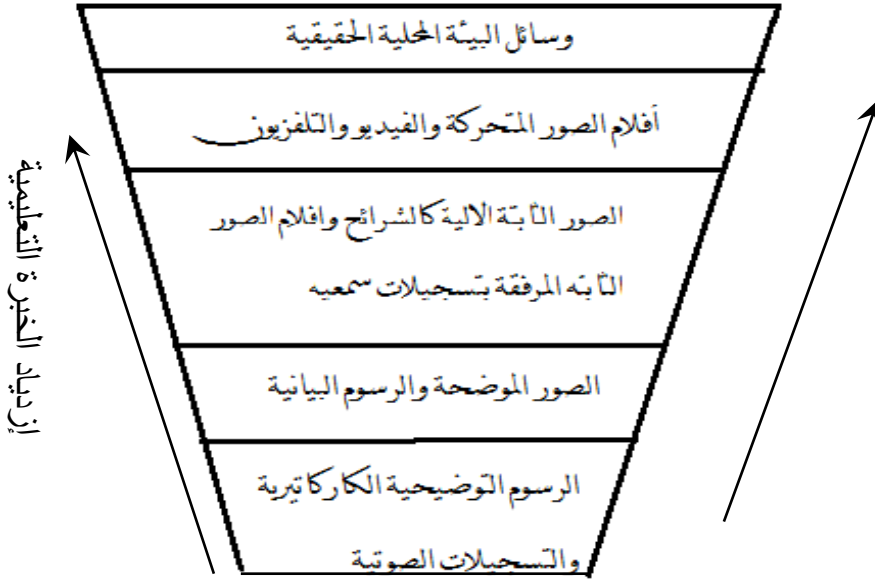 وسائل البيئة المحلية الحقيقية
أفلام الصور المتحركة والفيديو والتلفزيون
الصور الثابتة الالية كالشرائح وافلام الصور
الثابته المرفقة بتسجيلات سمعيه
الصور الموضحة والرسوم البيانية
الرسوم التوضيحية الكاركاتيرية
والتسجيلات الصوتية
إزدياد الخبرة التعليمية